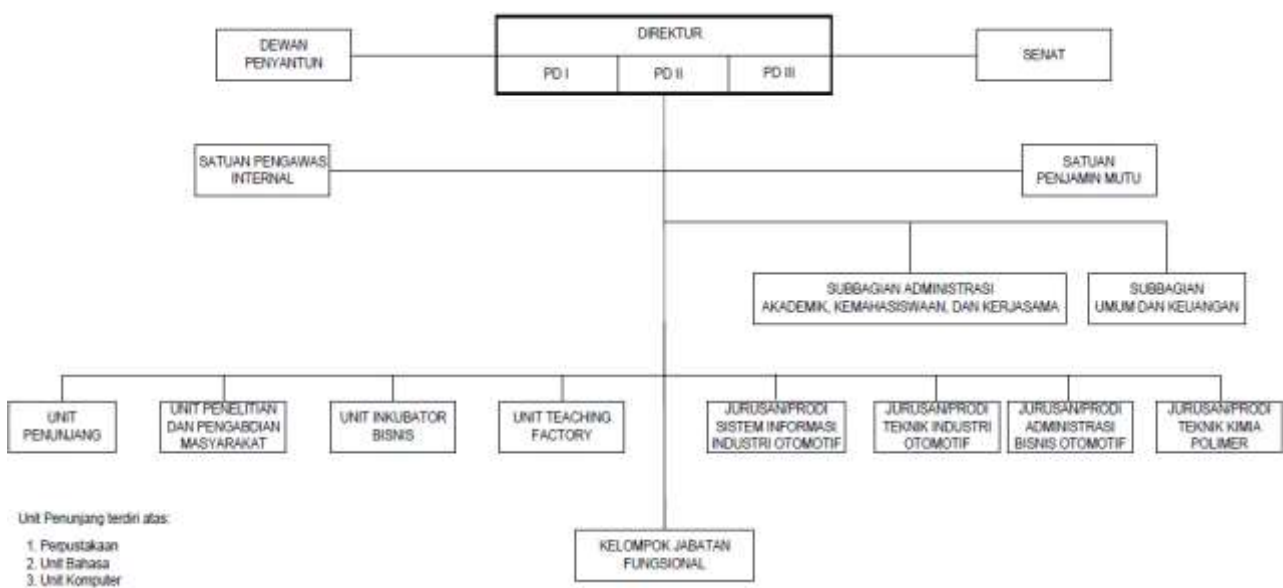 DIREKTUR
DEWAN
PENYANTUN
PD I
PD II
PD III
SENAT
SATUAN PENGAWAS
INTERNAL
SATUAN
PENJAMIN MUTU
SUBBAGIAN ADMINISTRASI
AKADEMIK, KEMAHASISWAAN, DAN KERJASAMA
SUBBAGIAN
UMUM DAN KEUANGAN
UNIT
PENUNJANG
UNIT PENELITIAN
DAN PENGABDIAN
MASYARAKAT
UNIT INKUBATOR
BISNIS
UNIT TEACHING
FACTORY
JURUSAN/PRODI
SISTEM INFORMASI
INDUSTRI OTOMOTIF
JURUSAN/PRODI
TEKNIK INDUSTRI
OTOMOTIF
JURUSAN/PRODI
ADMINISTRASI
BISNIS OTOMOTIF
JURUSAN/PRODI
TEKNIK KIMIA
POLIMER
Unit Penunjang terdiri atas:
1. Perpustakaan
2. Unit Bahasa
3. Unit Komputer
KELOMPOK JABATAN
FUNGSIONAL